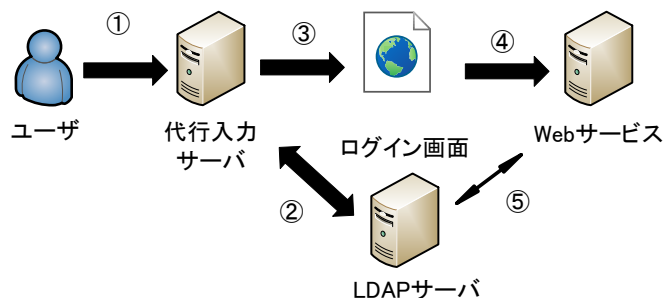 ①
③
④
ユーザ
代行入力
サーバ
ログイン画面
Webサービス
②
⑤
LDAPサーバ